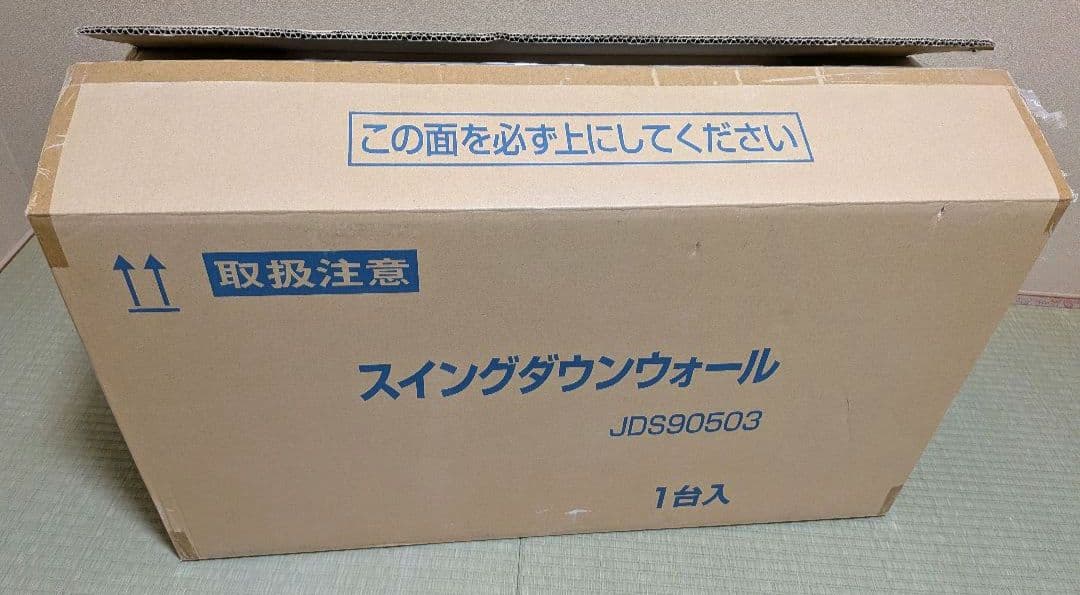 この面を必ず上にしてください
取扱注意
スイングダウンウォール
JDS90503
1台入